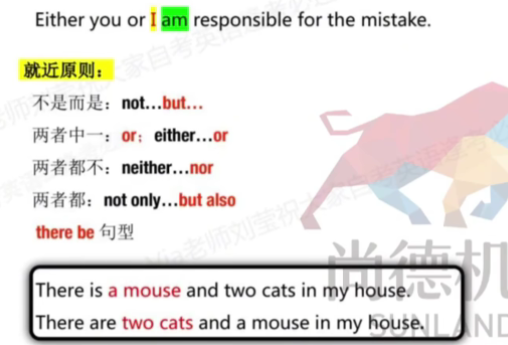 Either you or I am responsible for the mistake.
就近原则：
不是而是：not…but…
两者中一：or；either…or
两者都不：neither…nor
两者都：not only…but also
there be 句型
There is a mouse and two cats in my house.
There are two cats and a mouse in my house.
尚德机
SUNLAND